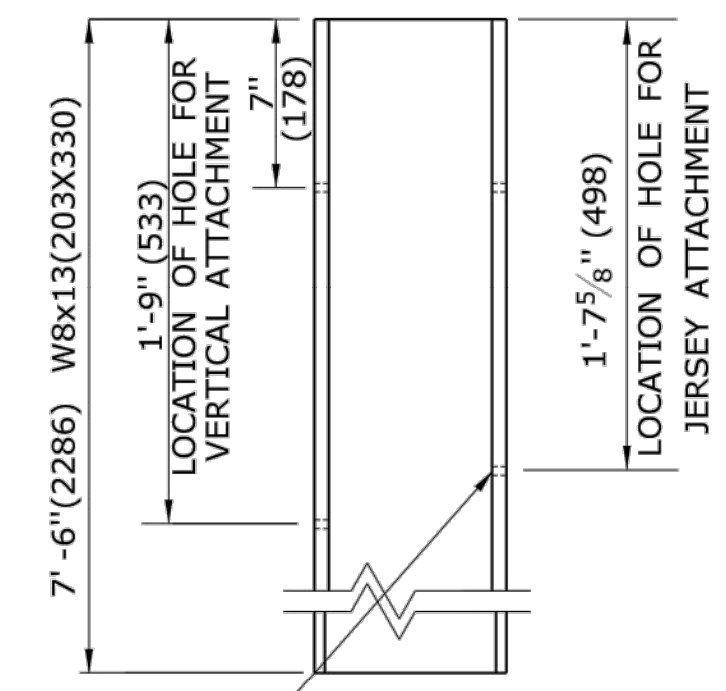 7'-6"(2286) W8x13(203X330)
1'-9" (533)
LOCATION OF HOLE FOR
VERTICAL ATTACHMENT
7"
(178)
1'-7⁵⁄₈" (498)
LOCATION OF HOLE FOR
JERSEY ATTACHMENT